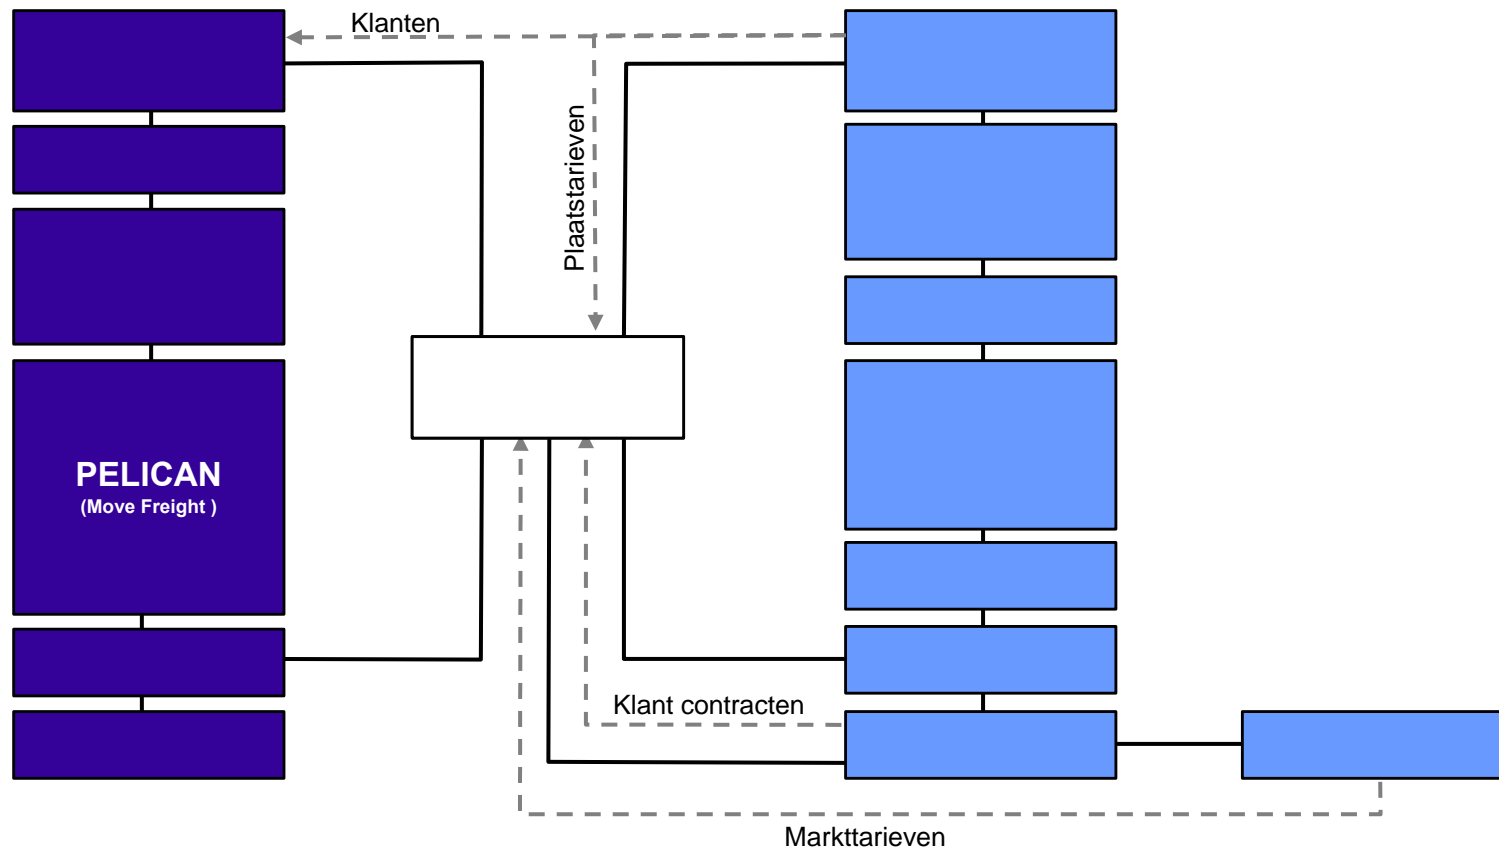 Klanten
Plaatstarieven
PELICAN
(Move Freight )
Klant contracten
Markttarieven